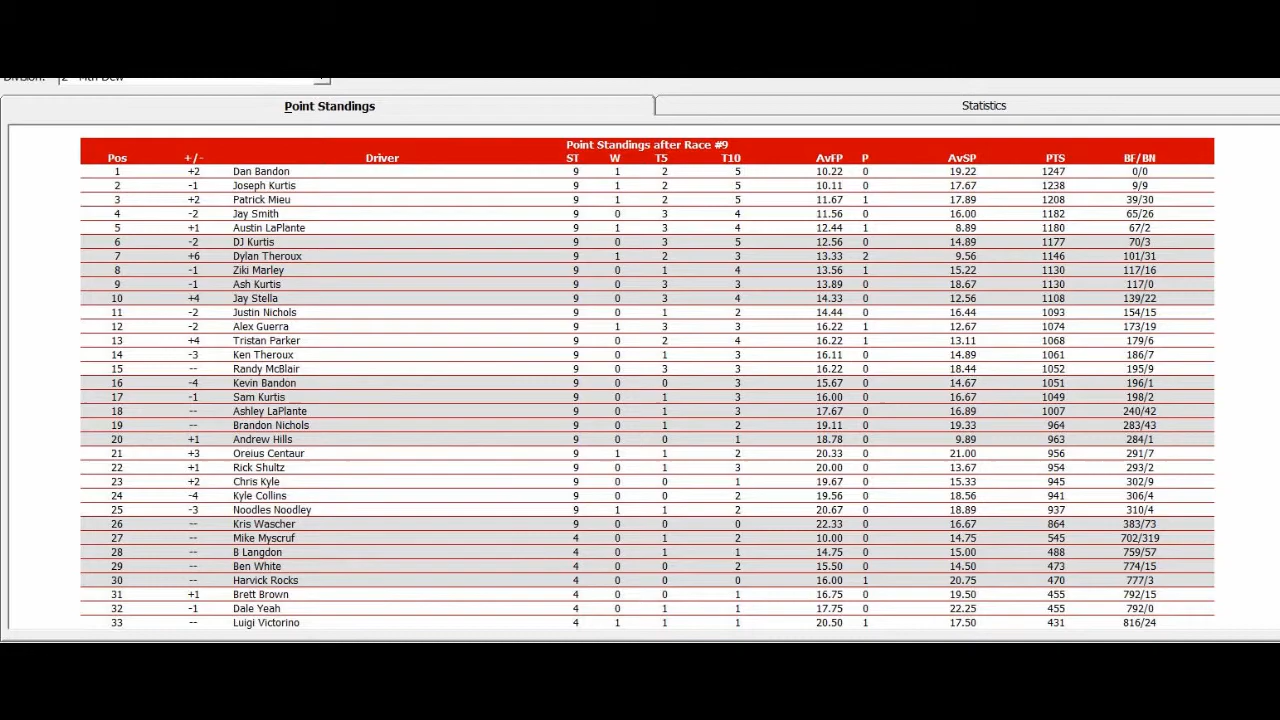 Division: 2 - Mtn Dew
Point Standings Statistics
Point Standings after Race #9
Pos +/- Driver ST W T5 T10 AvFP P AvSP PTS BF/BN
1 +2 Dan Bandon 9 1 2 5 10.22 0 19.22 1247 0/0
2 -1 Joseph Kurtis 9 1 2 5 10.11 0 17.67 1238 9/9
3 +2 Patrick Mieu 9 1 2 5 11.67 1 17.89 1208 39/30
4 -2 Jay Smith 9 0 3 4 11.56 0 16.00 1182 65/26
5 +1 Austin LaPlante 9 1 3 4 12.44 1 8.89 1180 67/2
6 -2 DJ Kurtis 9 0 3 5 12.56 0 14.89 1177 70/3
7 +6 Dylan Theroux 9 1 2 3 13.33 2 9.56 1146 101/31
8 -1 Ziki Marley 9 0 1 4 13.56 1 15.22 1130 117/16
9 -1 Ash Kurtis 9 0 3 3 13.89 0 18.67 1130 117/0
10 +4 Jay Stella 9 0 3 4 14.33 0 12.56 1108 139/22
11 -2 Justin Nichols 9 0 1 2 14.44 0 16.44 1093 154/15
12 -2 Alex Guerra 9 1 3 3 16.22 1 12.67 1074 173/19
13 +4 Tristan Parker 9 0 2 4 16.22 1 13.11 1068 179/6
14 -3 Ken Theroux 9 0 1 3 16.11 0 14.89 1061 186/7
15 -- Randy McBlair 9 0 3 3 16.22 0 18.44 1052 195/9
16 -4 Kevin Bandon 9 0 0 3 15.67 0 14.67 1051 196/1
17 -1 Sam Kurtis 9 0 1 3 16.00 0 16.67 1049 198/2
18 -- Ashley LaPlante 9 0 1 3 17.67 0 16.89 1007 240/42
19 -- Brandon Nichols 9 0 1 2 19.11 0 19.33 964 283/43
20 +1 Andrew Hills 9 0 0 1 18.78 0 9.89 963 284/1
21 +3 Oreius Centaur 9 1 1 2 20.33 0 21.00 956 291/7
22 +1 Rick Shultz 9 0 1 3 20.00 0 13.67 954 293/2
23 +2 Chris Kyle 9 0 0 1 19.67 0 15.33 945 302/9
24 -4 Kyle Collins 9 0 0 2 19.56 0 18.56 941 306/4
25 -3 Noodles Noodley 9 1 1 2 20.67 0 18.89 937 310/4
26 -- Kris Wascher 9 0 0 0 22.33 0 16.67 864 383/73
27 -- Mike Myscruf 4 0 1 2 10.00 0 14.75 545 702/319
28 -- B Langdon 4 0 1 1 14.75 0 15.00 488 759/57
29 -- Ben White 4 0 0 2 15.50 0 14.50 473 774/15
30 -- Harvick Rocks 4 0 0 0 16.00 1 20.75 470 777/3
31 +1 Brett Brown 4 0 0 1 16.75 0 19.50 455 792/15
32 -1 Dale Yeah 4 0 1 1 17.75 0 22.25 455 792/0
33 -- Luigi Victorino 4 1 1 1 20.50 1 17.50 431 816/24